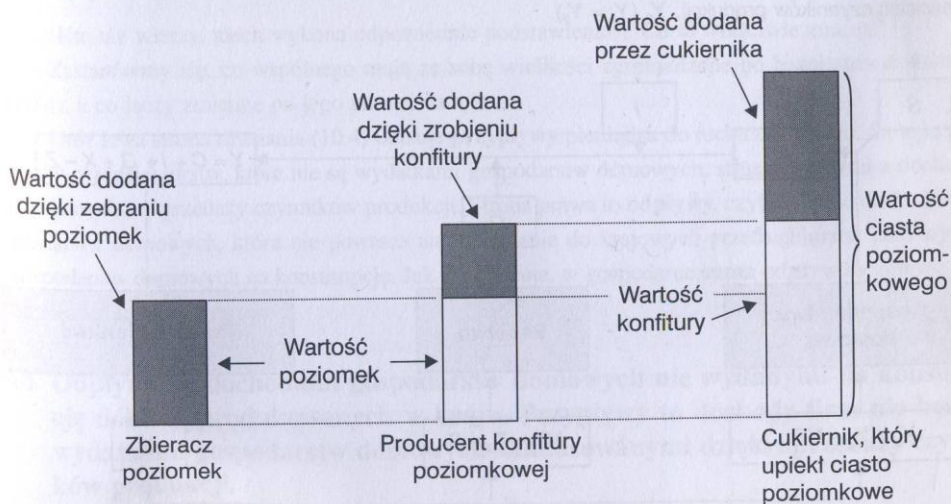 Wartość dodana
przez cukiernika
Wartość dodana
dzięki zrobieniu
konfitury
Wartość dodana
dzięki zebraniu
poziomek
Wartość
ciasta
poziom-
kowego
Wartość
konfitury
Wartość
poziomek
Zbieracz
poziomek
Producent konfitury
poziomkowej
Cukiernik, który
upiekł ciasto
poziomkowe